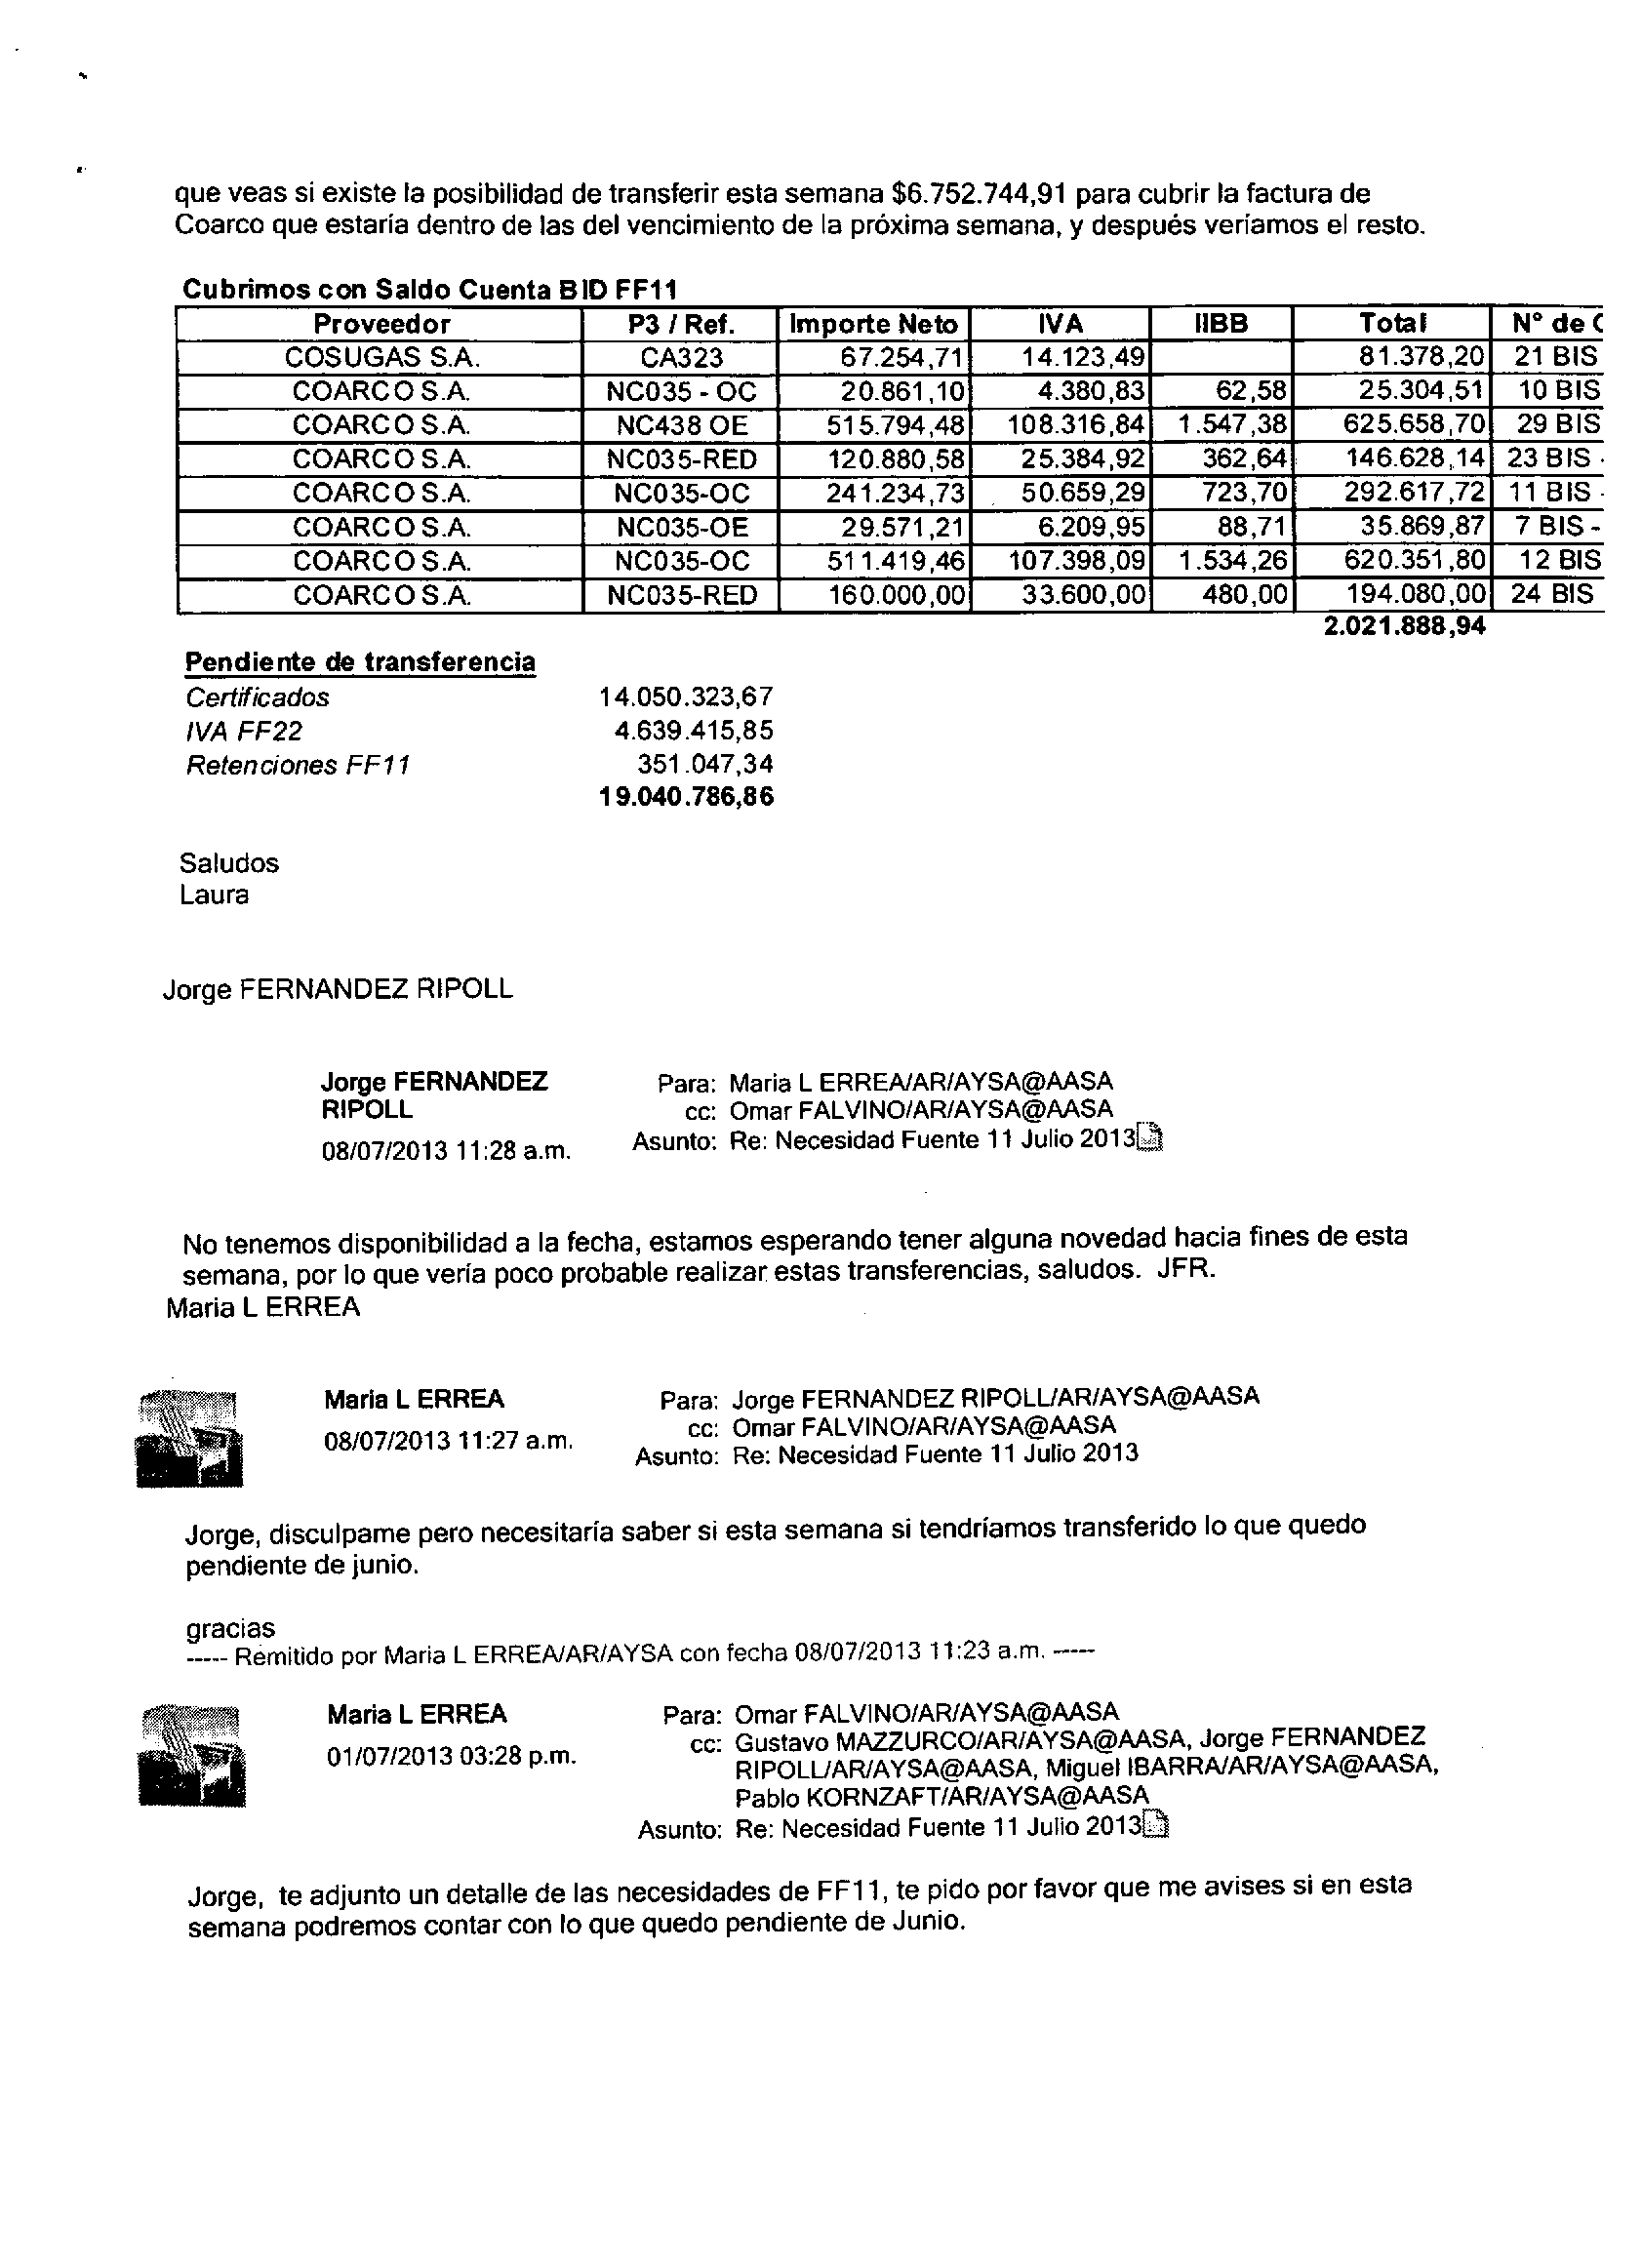 que veas si existe la posibilidad de transferir esta semana $6.752.744,91 para cubrir la factura de
Coarco que estaría dentro de las del vencimiento de la próxima semana, y después veríamos el resto.
Cubrimos con Saldo Cuenta BID FF11
Proveedor P3 / Ref. Importe Neto IVA IIBB Total N° de C
COSUGAS S.A. CA323 67.254,71 14.123,49 81.378,20 21 BIS
COARCO S.A. NC035 - OC 20.861,10 4.380,83 62,58 25.304,51 10 BIS
COARCO S.A. NC438 OE 515.794,48 108.316,84 1.547,38 625.658,70 29 BIS
COARCO S.A. NC035-RED 120.880,58 25.384,92 362,64 146.628,14 23 BIS -
COARCO S.A. NC035-OC 241.234,73 50.659,29 723,70 292.617,72 11 BIS -
COARCO S.A. NC035-OE 29.571,21 6.209,95 88,71 35.869,87 7 BIS -
COARCO S.A. NC035-OC 511.419,46 107.398,09 1.534,26 620.351,80 12 BIS
COARCO S.A. NC035-RED 160.000,00 33.600,00 480,00 194.080,00 24 BIS
2.021.888,94
Pendiente de transferencia
Certificados 14.050.323,67
IVA FF22 4.639.415,85
Retenciones FF11 351.047,34
19.040.786,86
Saludos
Laura
Jorge FERNANDEZ RIPOLL
Jorge FERNANDEZ Para: Maria L ERREA/AR/AYSA@AASA
RIPOLL cc: Omar FALVINO/AR/AYSA@AASA
08/07/2013 11:28 a.m. Asunto: Re: Necesidad Fuente 11 Julio 2013
No tenemos disponibilidad a la fecha, estamos esperando tener alguna novedad hacia fines de esta
semana, por lo que vería poco probable realizar estas transferencias, saludos. JFR.
Maria L ERREA
Maria L ERREA Para: Jorge FERNANDEZ RIPOLL/AR/AYSA@AASA
cc: Omar FALVINO/AR/AYSA@AASA
08/07/2013 11:27 a.m. Asunto: Re: Necesidad Fuente 11 Julio 2013
Jorge, disculpame pero necesitaría saber si esta semana si tendríamos transferido lo que quedo
pendiente de junio.
gracias
----- Remitido por Maria L ERREA/AR/AYSA con fecha 08/07/2013 11:23 a.m. -----
Maria L ERREA Para: Omar FALVINO/AR/AYSA@AASA
01/07/2013 03:28 p.m. cc: Gustavo MAZZURCO/AR/AYSA@AASA, Jorge FERNANDEZ
RIPOLL/AR/AYSA@AASA, Miguel IBARRA/AR/AYSA@AASA,
Pablo KORNZAFT/AR/AYSA@AASA
Asunto: Re: Necesidad Fuente 11 Julio 2013
Jorge, te adjunto un detalle de las necesidades de FF11, te pido por favor que me avises si en esta
semana podremos contar con lo que quedo pendiente de Junio.